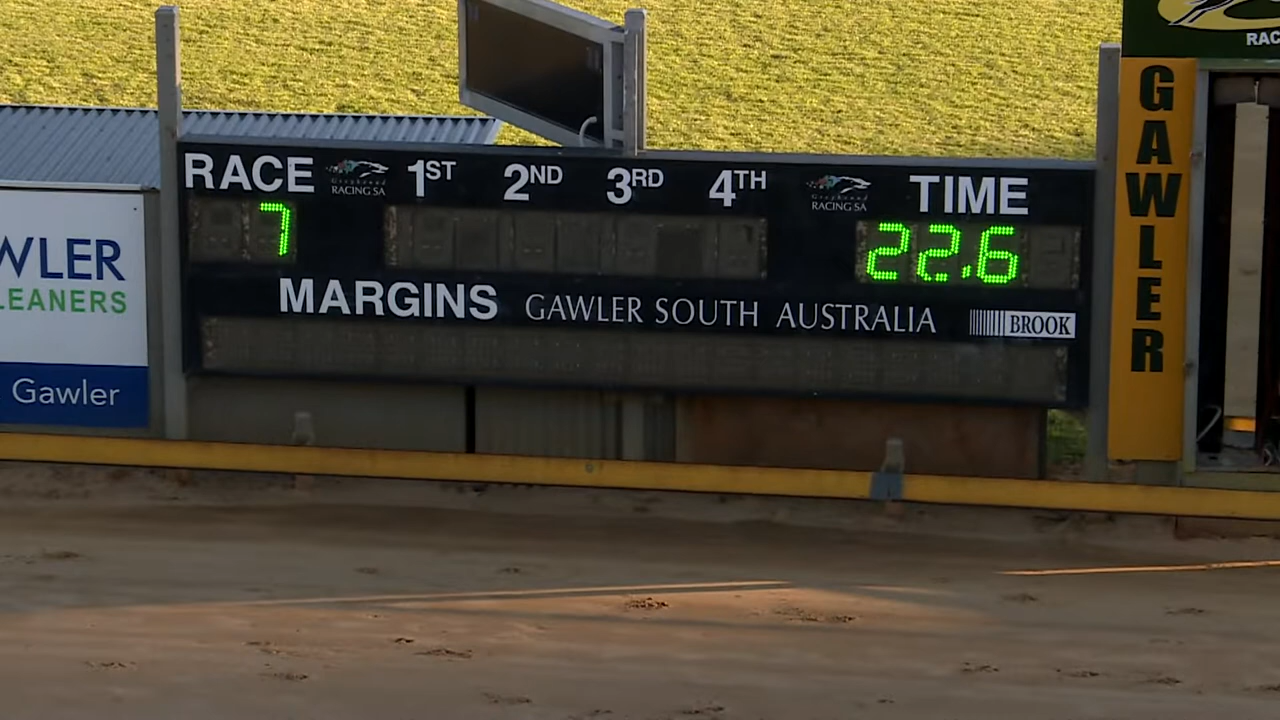 RAC
RACE
Greyhound
RACING SA
1ST
2ND
3RD
4TH
Greyhound
RACING SA
TIME
7
22.6
MARGINS
GAWLER SOUTH AUSTRALIA
BROOK
GAWLER
WLER
LEANERS
Gawler